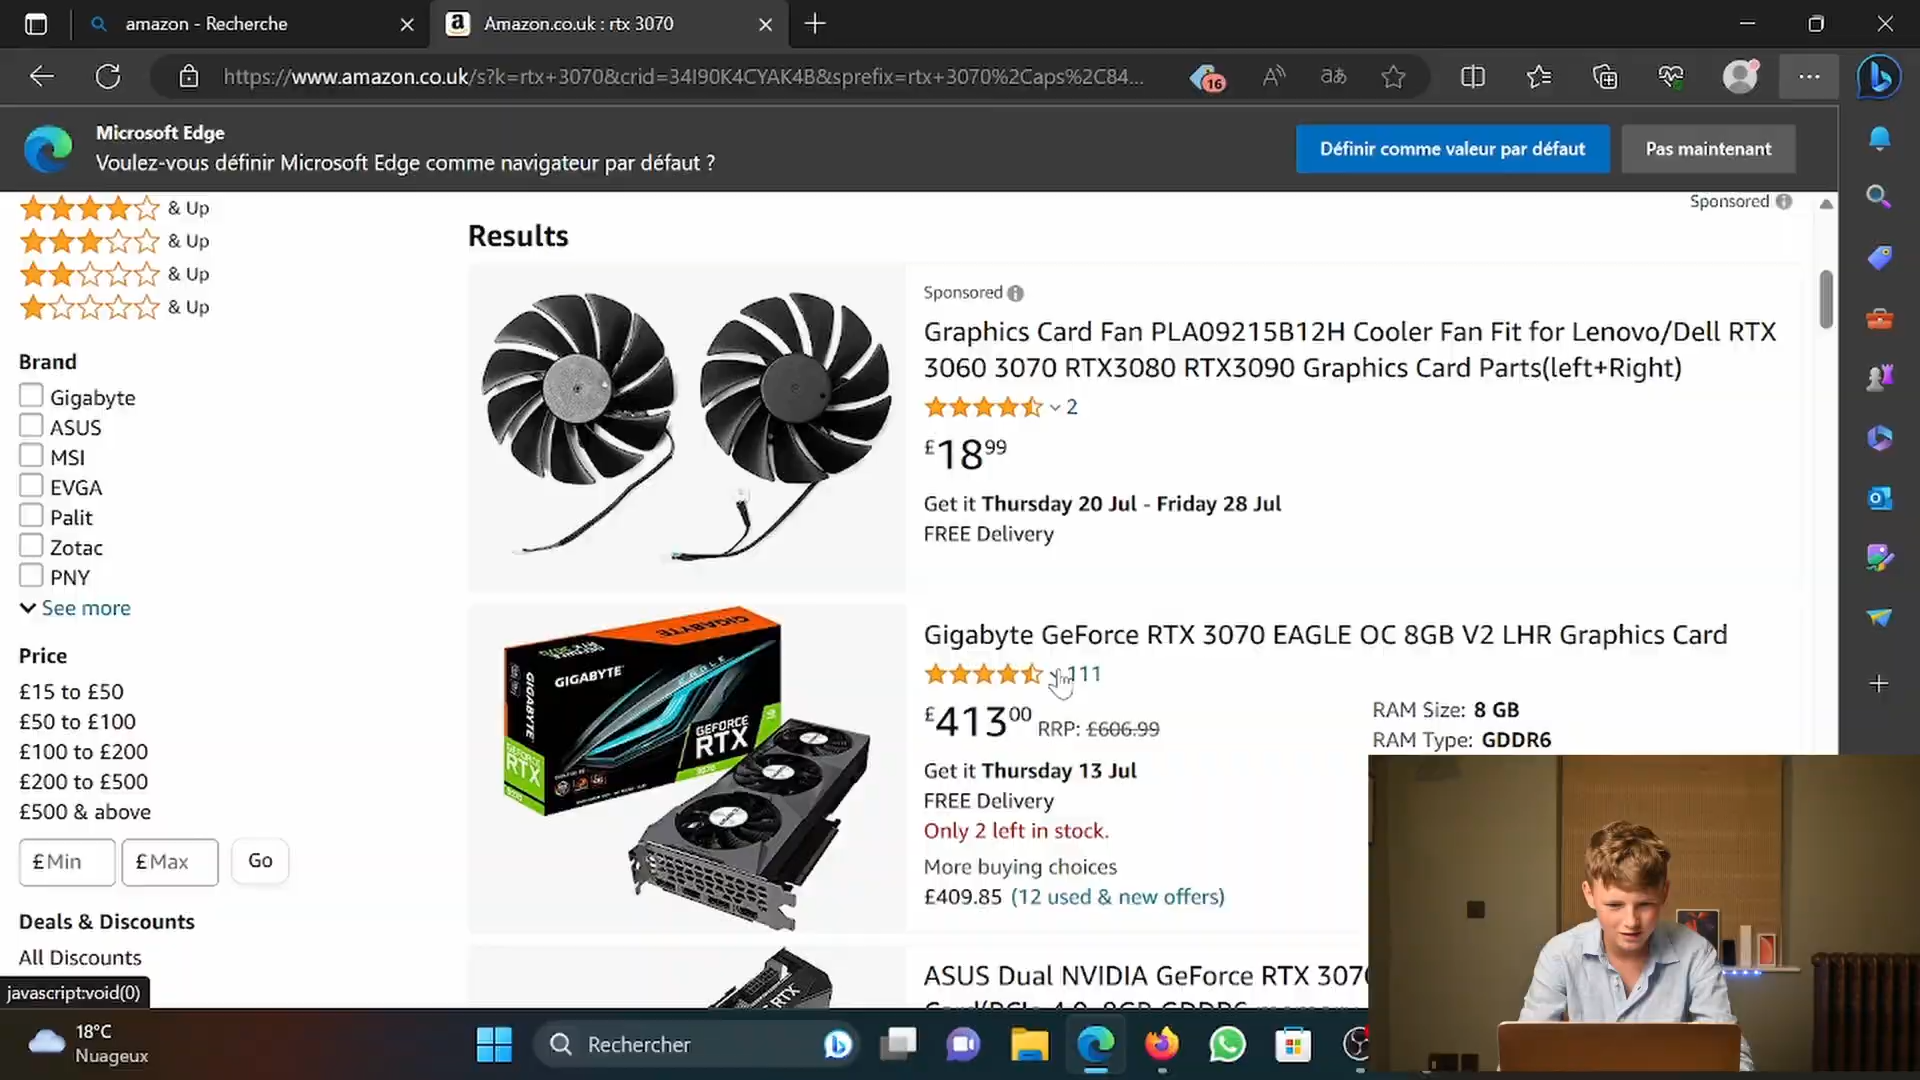 amazon - Recherche
Amazon.co.uk : rtx 3070
https://www.amazon.co.uk/s?k=rtx+3070&crid=34I90K4CYAK4B&sprefix=rtx+3070%2Caps%2C84...
16
Microsoft Edge
Voulez-vous définir Microsoft Edge comme navigateur par défaut ?
Définir comme valeur par défaut
Pas maintenant
& Up
& Up
& Up
& Up
Brand
Gigabyte
ASUS
MSI
EVGA
Palit
Zotac
PNY
See more
Price
£15 to £50
£50 to £100
£100 to £200
£200 to £500
£500 & above
£Min
£Max
Go
Deals & Discounts
All Discounts
javascript:void(0)
Sponsored
Results
Sponsored
Graphics Card Fan PLA09215B12H Cooler Fan Fit for Lenovo/Dell RTX
3060 3070 RTX3080 RTX3090 Graphics Card Parts(left+Right)
2
£18 99
Get it Thursday 20 Jul - Friday 28 Jul
FREE Delivery
GIGABYTE
GIGABYTE
GIGABYTE
EAGLE
GEFORCE
RTX
GEFORCE
RTX
Gigabyte GeForce RTX 3070 EAGLE OC 8GB V2 LHR Graphics Card
111
£413 00 RRP: £606.99
Get it Thursday 13 Jul
FREE Delivery
Only 2 left in stock.
More buying choices
£409.85 (12 used & new offers)
RAM Size: 8 GB
RAM Type: GDDR6
RTX
ASUS Dual NVIDIA GeForce RTX 307
18°C
Nuageux
Rechercher